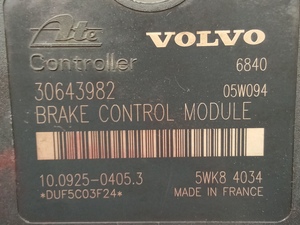 Ate VOLVO
Controller 6840
30643982 05W094
BRAKE CONTROL MODULE
10.0925-0405.3 5WK8 4034
*DUF5C03F24* MADE IN FRANCE